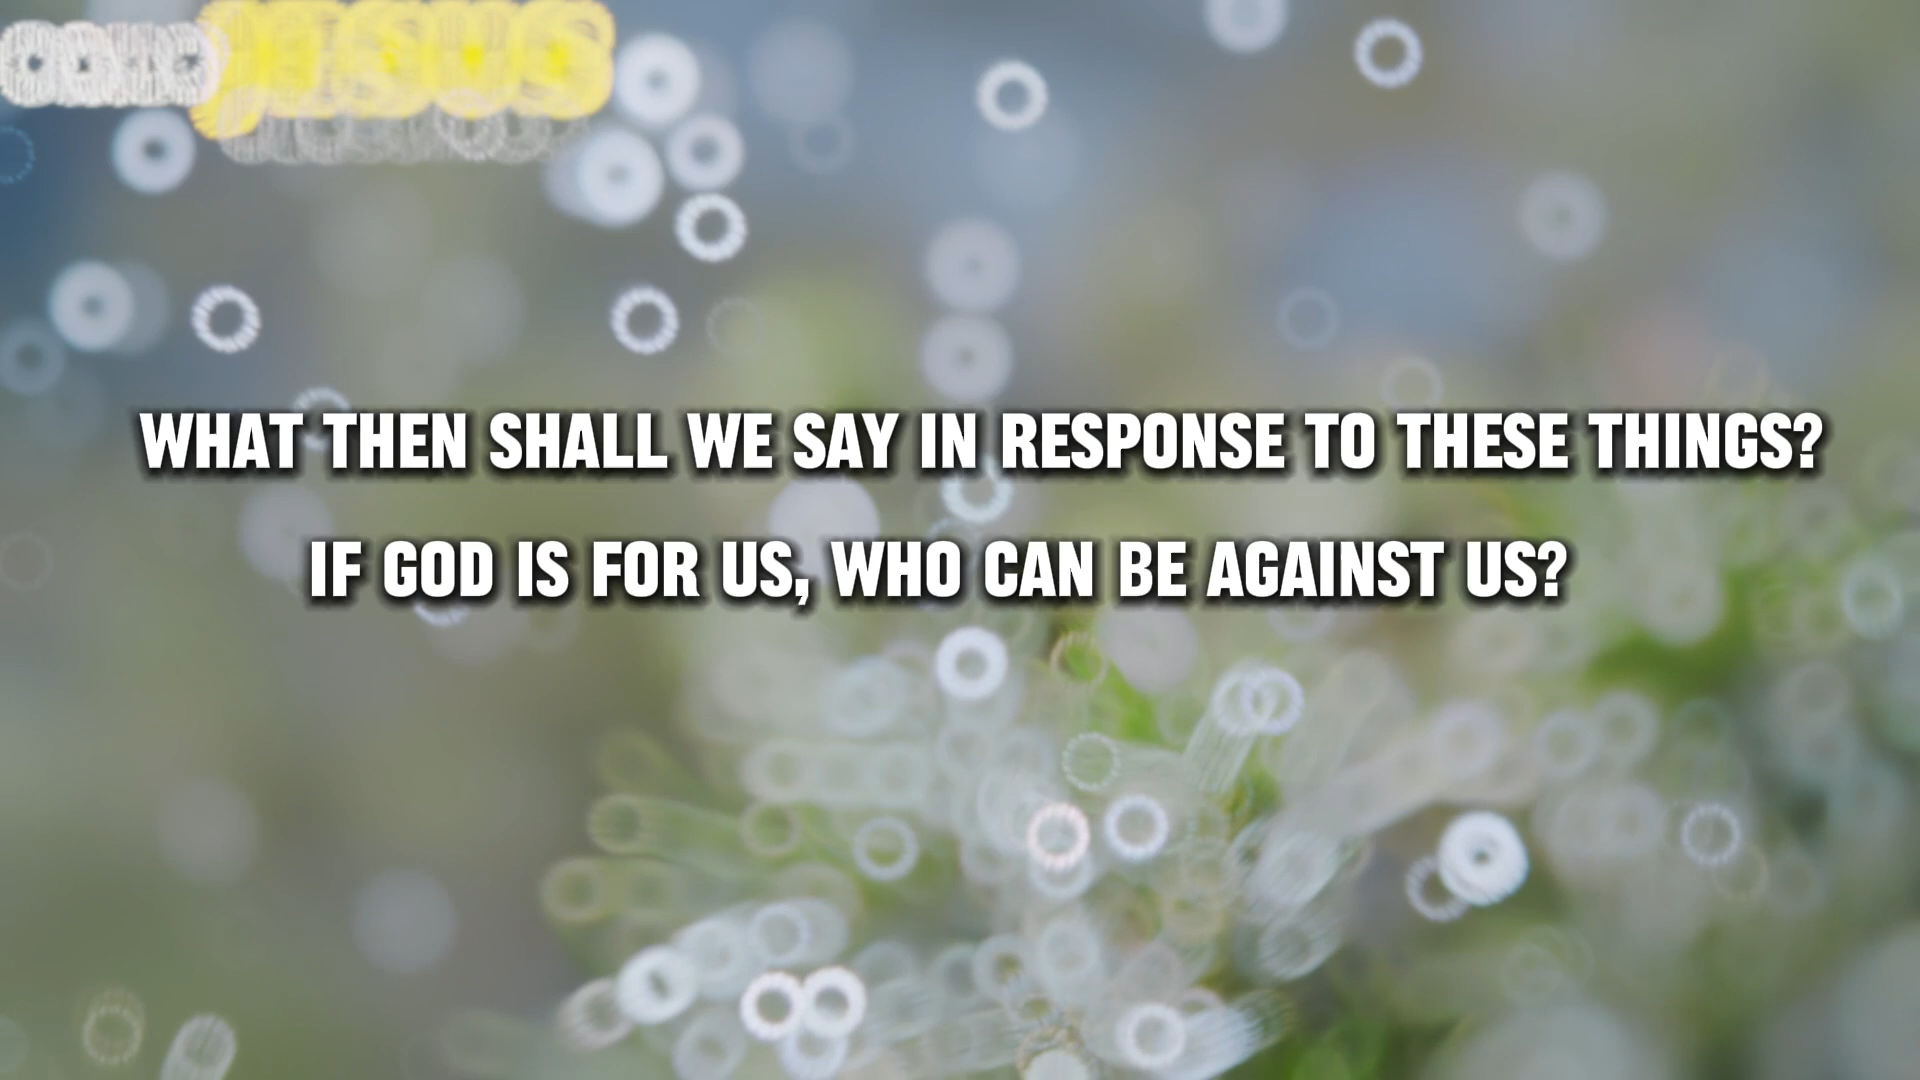 JESUS
WHAT THEN SHALL WE SAY IN RESPONSE TO THESE THINGS?
IF GOD IS FOR US, WHO CAN BE AGAINST US?